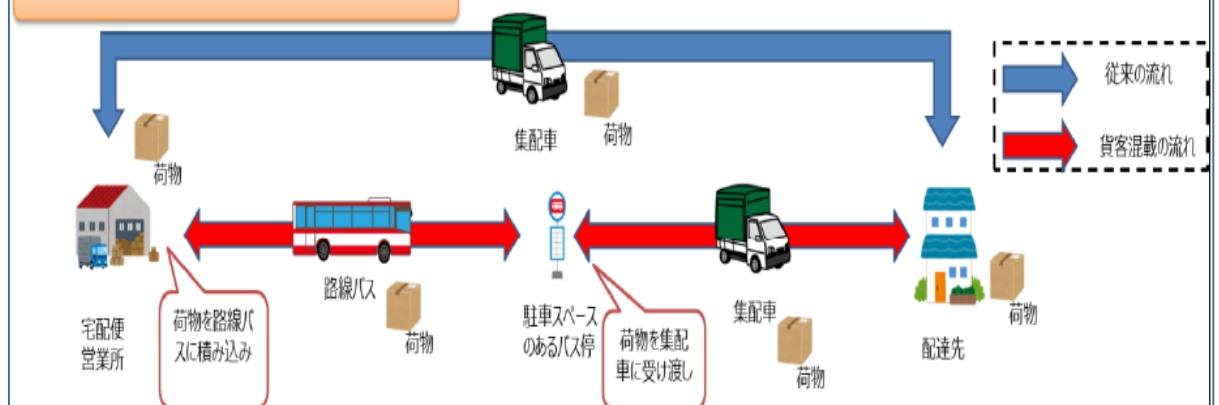 従来の流れ
貨客混載の流れ
集配車
荷物
荷物
路線バス
荷物
宅配便
営業所
荷物を路線バ
スに積み込み
駐車スペース
のあるバス停
荷物を集配
車に受け渡し
集配車
荷物
配達先
荷物